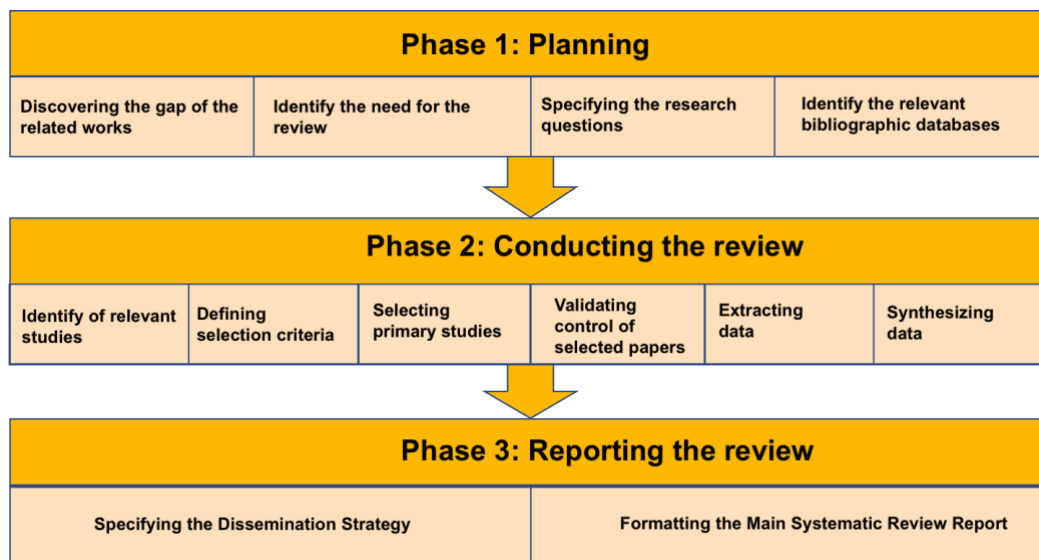 Phase 1: Planning
Discovering the gap of the
related works
Identify the need for the
review
Specifying the research
questions
Identify the relevant
bibliographic databases
Phase 2: Conducting the review
Identify of relevant
studies
Defining
selection criteria
Selecting
primary studies
Validating
control of
selected papers
Extracting
data
Synthesizing
data
Phase 3: Reporting the review
Specifying the Dissemination Strategy
Formatting the Main Systematic Review Report